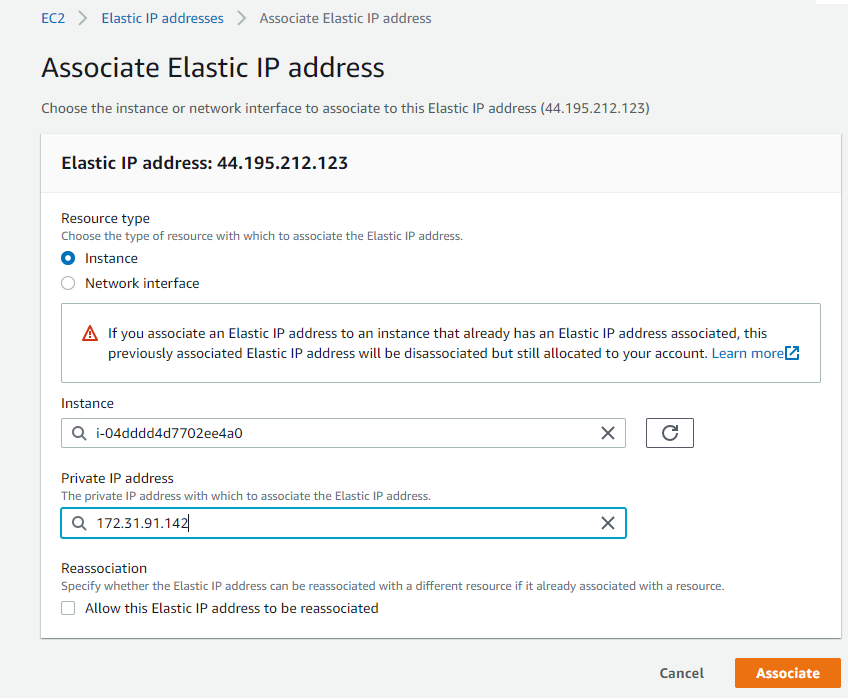 EC2 > Elastic IP addresses > Associate Elastic IP address
Associate Elastic IP address
Choose the instance or network interface to associate to this Elastic IP address (44.195.212.123)
Elastic IP address: 44.195.212.123
Resource type
Choose the type of resource with which to associate the Elastic IP address.
Instance
Network interface
If you associate an Elastic IP address to an instance that already has an Elastic IP address associated, this
previously associated Elastic IP address will be disassociated but still allocated to your account. Learn more
Instance
i-04dddd4d7702ee4a0
Private IP address
The private IP address with which to associate the Elastic IP address.
172.31.91.142
Reassociation
Specify whether the Elastic IP address can be reassociated with a different resource if it already associated with a resource.
Allow this Elastic IP address to be reassociated
Cancel
Associate